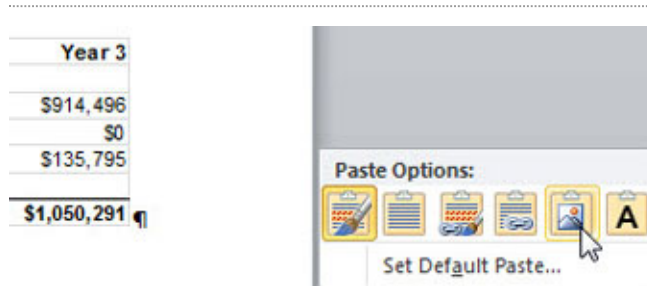 Year 3
$914,496
$0
$135,795
$1,050,291 ¶
Paste Options:
A
Set Default Paste...